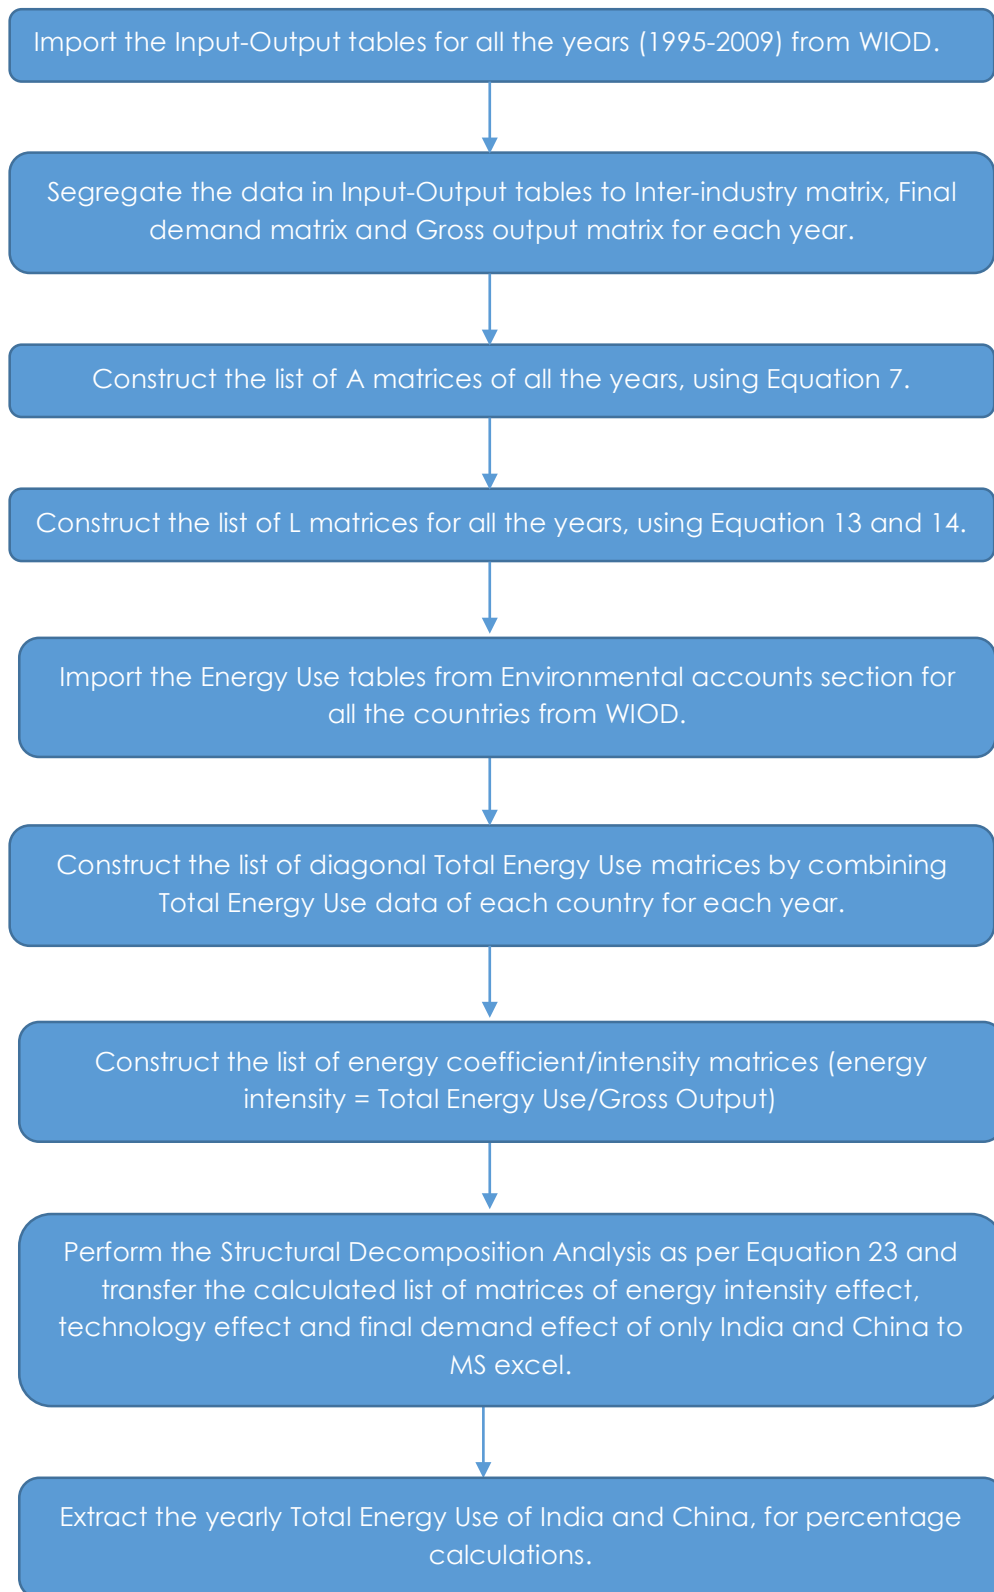 Import the Input-Output tables for all the years (1995-2009) from WIOD.
Segregate the data in Input-Output tables to Inter-industry matrix, Final
demand matrix and Gross output matrix for each year.
Construct the list of A matrices of all the years, using Equation 7.
Construct the list of L matrices for all the years, using Equation 13 and 14.
Import the Energy Use tables from Environmental accounts section for
all the countries from WIOD.
Construct the list of diagonal Total Energy Use matrices by combining
Total Energy Use data of each country for each year.
Construct the list of energy coefficient/intensity matrices (energy
intensity = Total Energy Use/Gross Output)
Perform the Structural Decomposition Analysis as per Equation 23 and
transfer the calculated list of matrices of energy intensity effect,
technology effect and final demand effect of only India and China to
MS excel.
Extract the yearly Total Energy Use of India and China, for percentage
calculations.